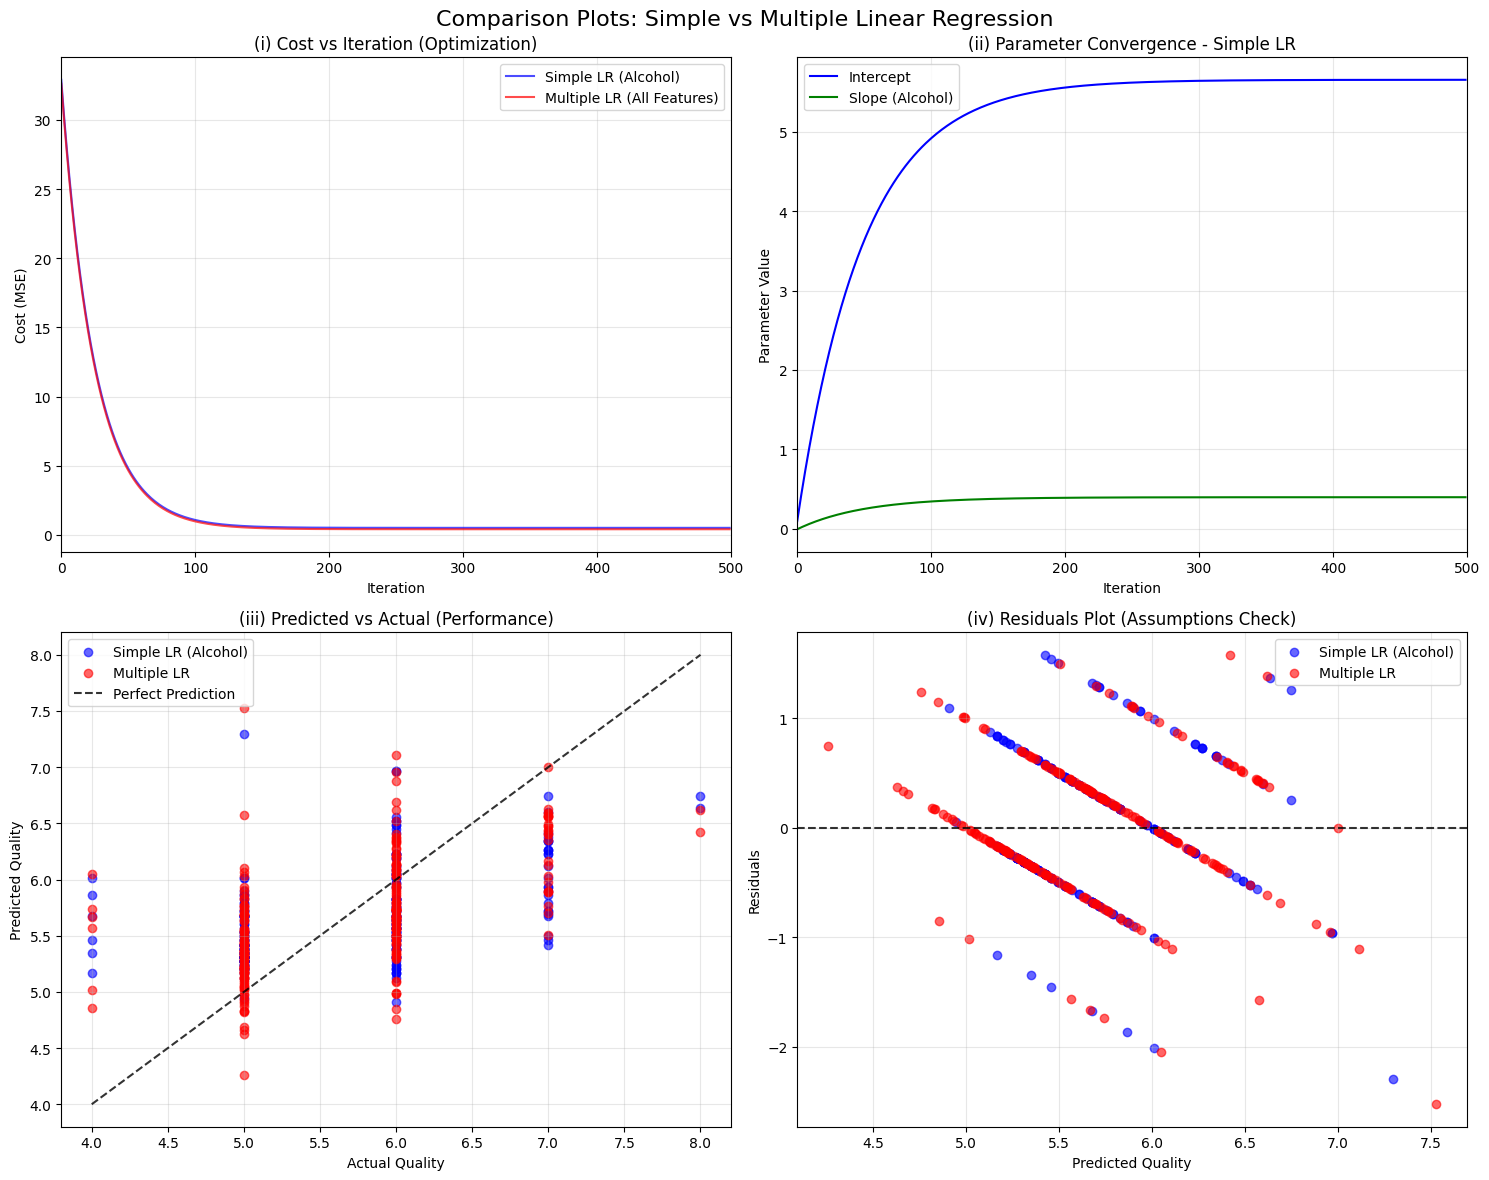 Comparison Plots: Simple vs Multiple Linear Regression
(i) Cost vs Iteration (Optimization)
Simple LR (Alcohol)
Multiple LR (All Features)
Cost (MSE)
30
25
20
15
10
5
0
0 100 200 300 400 500
Iteration
(ii) Parameter Convergence - Simple LR
Intercept
Slope (Alcohol)
Parameter Value
5
4
3
2
1
0
0 100 200 300 400 500
Iteration
(iii) Predicted vs Actual (Performance)
Simple LR (Alcohol)
Multiple LR
Perfect Prediction
Predicted Quality
8.0
7.5
7.0
6.5
6.0
5.5
5.0
4.5
4.0
4.0 4.5 5.0 5.5 6.0 6.5 7.0 7.5 8.0
Actual Quality
(iv) Residuals Plot (Assumptions Check)
Simple LR (Alcohol)
Multiple LR
Residuals
1
0
−1
−2
4.5 5.0 5.5 6.0 6.5 7.0 7.5
Predicted Quality